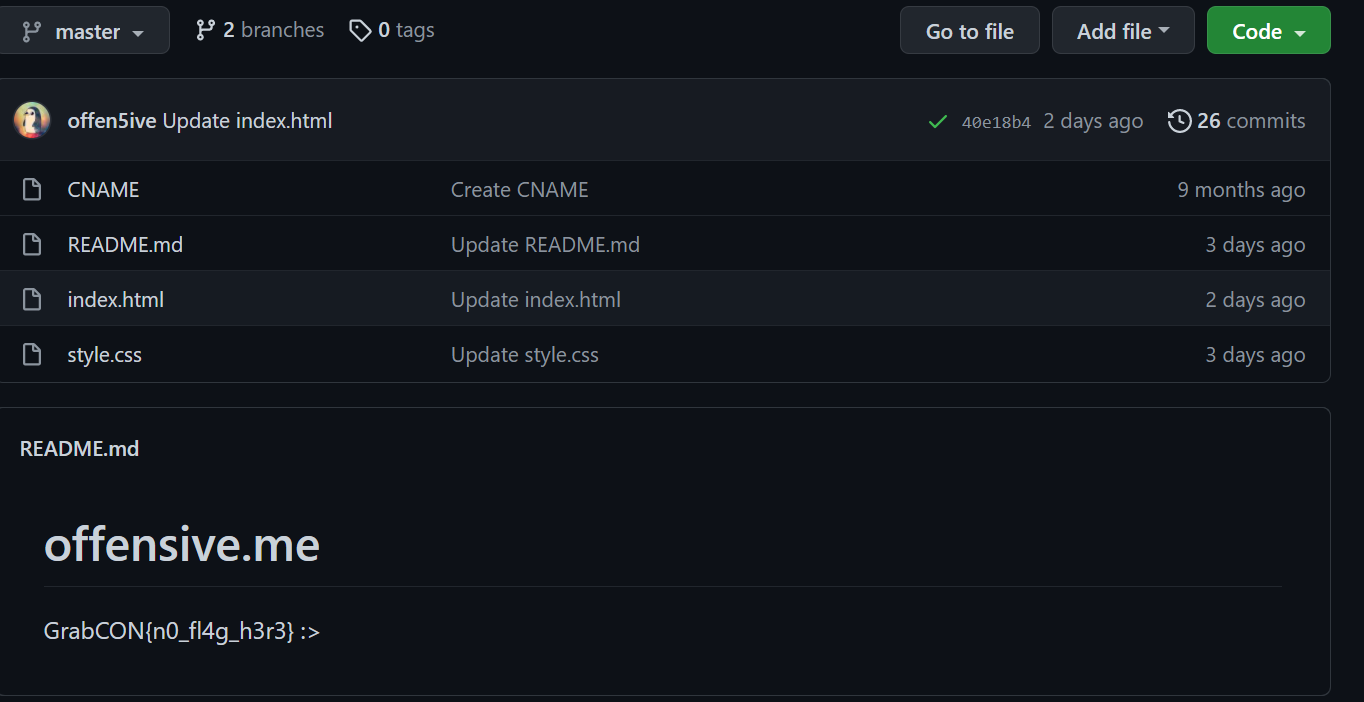 master 2 branches 0 tags Go to file Add file Code
offen5ive Update index.html 40e18b4 2 days ago 26 commits
CNAME Create CNAME 9 months ago
README.md Update README.md 3 days ago
index.html Update index.html 2 days ago
style.css Update style.css 3 days ago
README.md
offensive.me
GrabCON{n0_fl4g_h3r3} :>